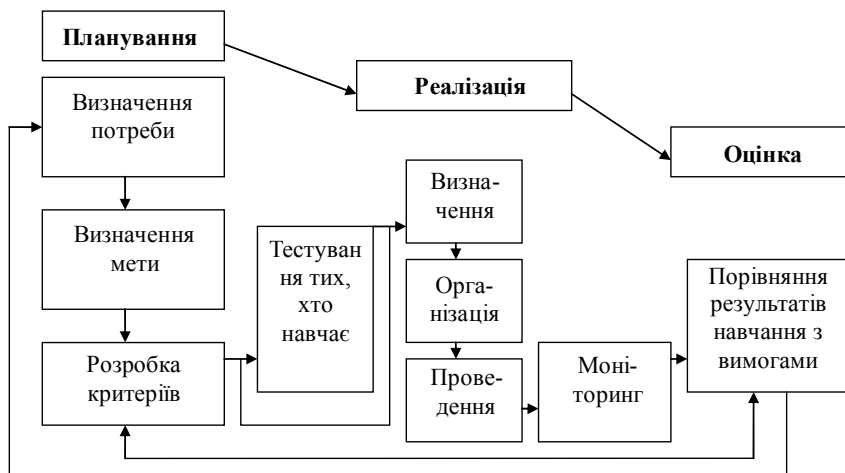 Планування
Реалізація
Оцінка
Визначення
потреби
Визначення
мети
Розробка
критеріїв
Тестуван
ня тих,
хто
навчає
Визна-
чення
Орга-
нізація
Прове-
дення
Моні-
торинг
Порівняння
результатів
навчання з
вимогами